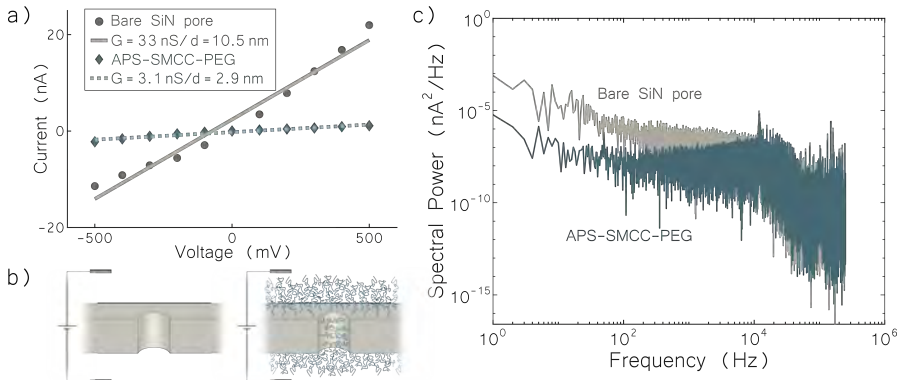 a)
20
0
-20
Current (nA)
Bare SiN pore
G = 33 nS/d = 10.5 nm
APS-SMCC-PEG
G = 3.1 nS/d = 2.9 nm
-500
0
500
Voltage (mV)
b)
c)
10^0
10^-5
10^-10
10^-15
Spectral Power (nA^2/Hz)
Bare SiN pore
APS-SMCC-PEG
10^0
10^2
10^4
10^6
Frequency (Hz)